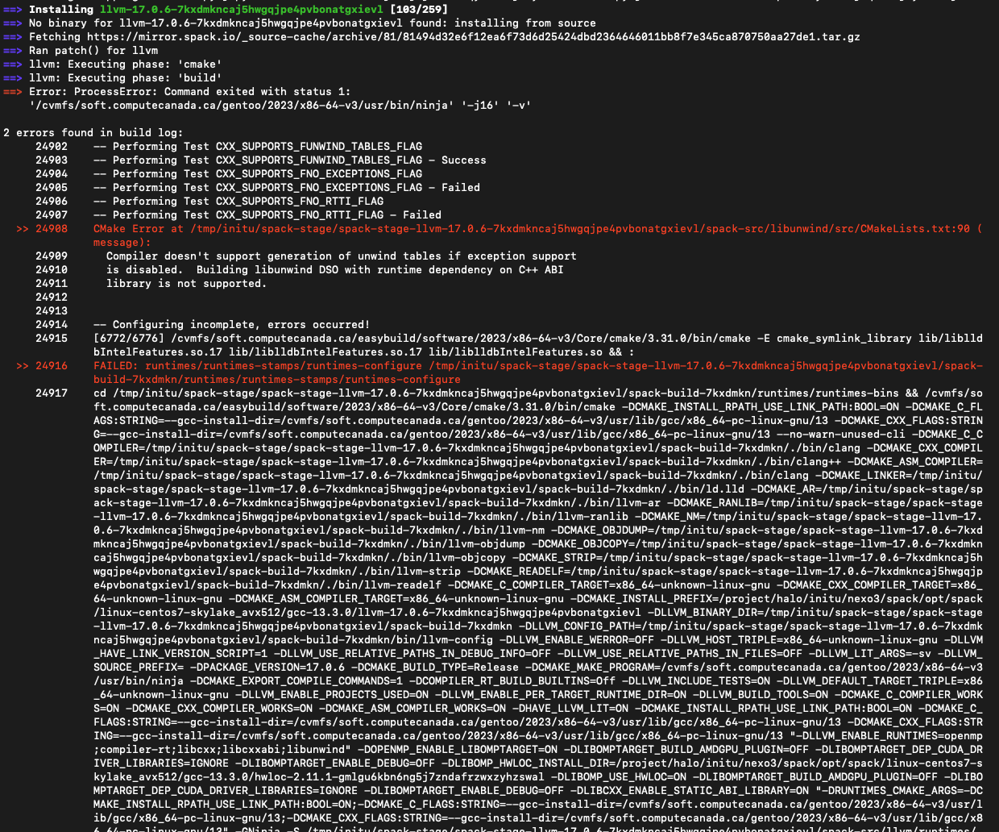 ==> Installing llvm-17.0.6-7kxdmkncaj5hwgqjpe4pvbonatgxievl [103/259]
==> No binary for llvm-17.0.6-7kxdmkncaj5hwgqjpe4pvbonatgxievl found: installing from source
==> Fetching https://mirror.spack.io/_source-cache/archive/81/81494d32e6f12ea6f73d6d25424dbd2364646011bb8f7e345ca870750aa27de1.tar.gz
==> Ran patch() for llvm
==> llvm: Executing phase: 'cmake'
==> llvm: Executing phase: 'build'
==> Error: ProcessError: Command exited with status 1:
'/cvmfs/soft.computecanada.ca/gentoo/2023/x86-64-v3/usr/bin/ninja' '-j16' '-v'
2 errors found in build log:
24902 -- Performing Test CXX_SUPPORTS_FUNWIND_TABLES_FLAG
24903 -- Performing Test CXX_SUPPORTS_FUNWIND_TABLES_FLAG - Success
24904 -- Performing Test CXX_SUPPORTS_FNO_EXCEPTIONS_FLAG
24905 -- Performing Test CXX_SUPPORTS_FNO_EXCEPTIONS_FLAG - Failed
24906 -- Performing Test CXX_SUPPORTS_FNO_RTTI_FLAG
24907 -- Performing Test CXX_SUPPORTS_FNO_RTTI_FLAG - Failed
>> 24908 CMake Error at /tmp/initu/spack-stage/spack-stage-llvm-17.0.6-7kxdmkncaj5hwgqjpe4pvbonatgxievl/spack-src/libunwind/src/CMakeLists.txt:90 (
message):
24909 Compiler doesn't support generation of unwind tables if exception support
24910 is disabled.  Building libunwind DSO with runtime dependency on C++ ABI
24911 library is not supported.
24912
24913
24914 -- Configuring incomplete, errors occurred!
24915 [6772/6776] /cvmfs/soft.computecanada.ca/easybuild/software/2023/x86-64-v3/Core/cmake/3.31.0/bin/cmake -E cmake_symlink_library lib/liblld
bIntelFeatures.so.17 lib/liblldbIntelFeatures.so.17 lib/liblldbIntelFeatures.so && :
>> 24916 FAILED: runtimes/runtimes-stamps/runtimes-configure /tmp/initu/spack-stage/spack-stage-llvm-17.0.6-7kxdmkncaj5hwgqjpe4pvbonatgxievl/spack-
build-7kxdmkn/runtimes/runtimes-stamps/runtimes-configure
24917 cd /tmp/initu/spack-stage/spack-stage-llvm-17.0.6-7kxdmkncaj5hwgqjpe4pvbonatgxievl/spack-build-7kxdmkn/runtimes/runtimes-bins && /cvmfs/so
ft.computecanada.ca/easybuild/software/2023/x86-64-v3/Core/cmake/3.31.0/bin/cmake -DCMAKE_INSTALL_RPATH_USE_LINK_PATH:BOOL=ON -DCMAKE_C_FL
AGS:STRING=--gcc-install-dir=/cvmfs/soft.computecanada.ca/gentoo/2023/x86-64-v3/usr/lib/gcc/x86_64-pc-linux-gnu/13 -DCMAKE_CXX_FLAGS:STRIN
G=--gcc-install-dir=/cvmfs/soft.computecanada.ca/gentoo/2023/x86-64-v3/usr/lib/gcc/x86_64-pc-linux-gnu/13 --no-warn-unused-cli -DCMAKE_C_C
OMPILER=/tmp/initu/spack-stage/spack-stage-llvm-17.0.6-7kxdmkncaj5hwgqjpe4pvbonatgxievl/spack-build-7kxdmkn/./bin/clang -DCMAKE_CXX_COMPIL
ER=/tmp/initu/spack-stage/spack-stage-llvm-17.0.6-7kxdmkncaj5hwgqjpe4pvbonatgxievl/spack-build-7kxdmkn/./bin/clang++ -DCMAKE_ASM_COMPILER=
/tmp/initu/spack-stage/spack-stage-llvm-17.0.6-7kxdmkncaj5hwgqjpe4pvbonatgxievl/spack-build-7kxdmkn/./bin/clang -DCMAKE_LINKER=/tmp/initu/
spack-stage/spack-stage-llvm-17.0.6-7kxdmkncaj5hwgqjpe4pvbonatgxievl/spack-build-7kxdmkn/./bin/ld.lld -DCMAKE_AR=/tmp/initu/spack-stage/sp
ack-stage-llvm-17.0.6-7kxdmkncaj5hwgqjpe4pvbonatgxievl/spack-build-7kxdmkn/./bin/llvm-ar -DCMAKE_RANLIB=/tmp/initu/spack-stage/spack-stage
-llvm-17.0.6-7kxdmkncaj5hwgqjpe4pvbonatgxievl/spack-build-7kxdmkn/./bin/llvm-ranlib -DCMAKE_NM=/tmp/initu/spack-stage/spack-stage-llvm-17.
0.6-7kxdmkncaj5hwgqjpe4pvbonatgxievl/spack-build-7kxdmkn/./bin/llvm-nm -DCMAKE_OBJDUMP=/tmp/initu/spack-stage/spack-stage-llvm-17.0.6-7kxd
mkncaj5hwgqjpe4pvbonatgxievl/spack-build-7kxdmkn/./bin/llvm-objdump -DCMAKE_OBJCOPY=/tmp/initu/spack-stage/spack-stage-llvm-17.0.6-7kxdmkn
caj5hwgqjpe4pvbonatgxievl/spack-build-7kxdmkn/./bin/llvm-objcopy -DCMAKE_STRIP=/tmp/initu/spack-stage/spack-stage-llvm-17.0.6-7kxdmkncaj5h
wgqjpe4pvbonatgxievl/spack-build-7kxdmkn/./bin/llvm-strip -DCMAKE_READELF=/tmp/initu/spack-stage/spack-stage-llvm-17.0.6-7kxdmkncaj5hwgqjp
e4pvbonatgxievl/spack-build-7kxdmkn/./bin/llvm-readelf -DCMAKE_C_COMPILER_TARGET=x86_64-unknown-linux-gnu -DCMAKE_CXX_COMPILER_TARGET=x86_
64-unknown-linux-gnu -DCMAKE_ASM_COMPILER_TARGET=x86_64-unknown-linux-gnu -DCMAKE_INSTALL_PREFIX=/project/halo/initu/nexo3/spack/opt/spack
/linux-centos7-skylake_avx512/gcc-13.3.0/llvm-17.0.6-7kxdmkncaj5hwgqjpe4pvbonatgxievl -DLLVM_BINARY_DIR=/tmp/initu/spack-stage/spack-stage
-llvm-17.0.6-7kxdmkncaj5hwgqjpe4pvbonatgxievl/spack-build-7kxdmkn -DLLVM_CONFIG_PATH=/tmp/initu/spack-stage/spack-stage-llvm-17.0.6-7kxdmk
ncaj5hwgqjpe4pvbonatgxievl/spack-build-7kxdmkn/bin/llvm-config -DLLVM_ENABLE_WERROR=OFF -DLLVM_HOST_TRIPLE=x86_64-unknown-linux-gnu -DLLVM
_HAVE_LINK_VERSION_SCRIPT=1 -DLLVM_USE_RELATIVE_PATHS_IN_DEBUG_INFO=OFF -DLLVM_USE_RELATIVE_PATHS_IN_FILES=OFF -DLLVM_LIT_ARGS=-sv -DLLVM_
SOURCE_PREFIX= -DPACKAGE_VERSION=17.0.6 -DCMAKE_BUILD_TYPE=Release -DCMAKE_MAKE_PROGRAM=/cvmfs/soft.computecanada.ca/gentoo/2023/x86-64-v3
/usr/bin/ninja -DCMAKE_EXPORT_COMPILE_COMMANDS=1 -DCOMPILER_RT_BUILD_BUILTINS=Off -DLLVM_INCLUDE_TESTS=ON -DLLVM_DEFAULT_TARGET_TRIPLE=x86
_64-unknown-linux-gnu -DLLVM_ENABLE_PROJECTS_USED=ON -DLLVM_ENABLE_PER_TARGET_RUNTIME_DIR=ON -DLLVM_BUILD_TOOLS=ON -DCMAKE_C_COMPILER_WORK
S=ON -DCMAKE_CXX_COMPILER_WORKS=ON -DCMAKE_ASM_COMPILER_WORKS=ON -DHAVE_LLVM_LIT=ON -DCMAKE_INSTALL_RPATH_USE_LINK_PATH:BOOL=ON -DCMAKE_C_
FLAGS:STRING=--gcc-install-dir=/cvmfs/soft.computecanada.ca/gentoo/2023/x86-64-v3/usr/lib/gcc/x86_64-pc-linux-gnu/13 -DCMAKE_CXX_FLAGS:STR
ING=--gcc-install-dir=/cvmfs/soft.computecanada.ca/gentoo/2023/x86-64-v3/usr/lib/gcc/x86_64-pc-linux-gnu/13 "-DLLVM_ENABLE_RUNTIMES=openmp
;compiler-rt;libcxx;libcxxabi;libunwind" -DOPENMP_ENABLE_LIBOMPTARGET=ON -DLIBOMPTARGET_BUILD_AMDGPU_PLUGIN=OFF -DLIBOMPTARGET_DEP_CUDA_DR
IVER_LIBRARIES=IGNORE -DLIBOMPTARGET_ENABLE_DEBUG=OFF -DLIBOMP_HWLOC_INSTALL_DIR=/project/halo/initu/nexo3/spack/opt/spack/linux-centos7-s
kylake_avx512/gcc-13.3.0/hwloc-2.11.1-gmlgu6kbn6ng5j7zndafrzwxzyhzswal -DLIBOMP_USE_HWLOC=ON -DLIBOMPTARGET_BUILD_AMDGPU_PLUGIN=OFF -DLIBO
MPTARGET_DEP_CUDA_DRIVER_LIBRARIES=IGNORE -DLIBOMPTARGET_ENABLE_DEBUG=OFF -DLIBCXX_ENABLE_STATIC_ABI_LIBRARY=ON "-DRUNTIMES_CMAKE_ARGS=-DC
MAKE_INSTALL_RPATH_USE_LINK_PATH:BOOL=ON;-DCMAKE_C_FLAGS:STRING=--gcc-install-dir=/cvmfs/soft.computecanada.ca/gentoo/2023/x86-64-v3/usr/l
ib/gcc/x86_64-pc-linux-gnu/13;-DCMAKE_CXX_FLAGS:STRING=--gcc-install-dir=/cvmfs/soft.computecanada.ca/gentoo/2023/x86-64-v3/usr/lib/gcc/x8